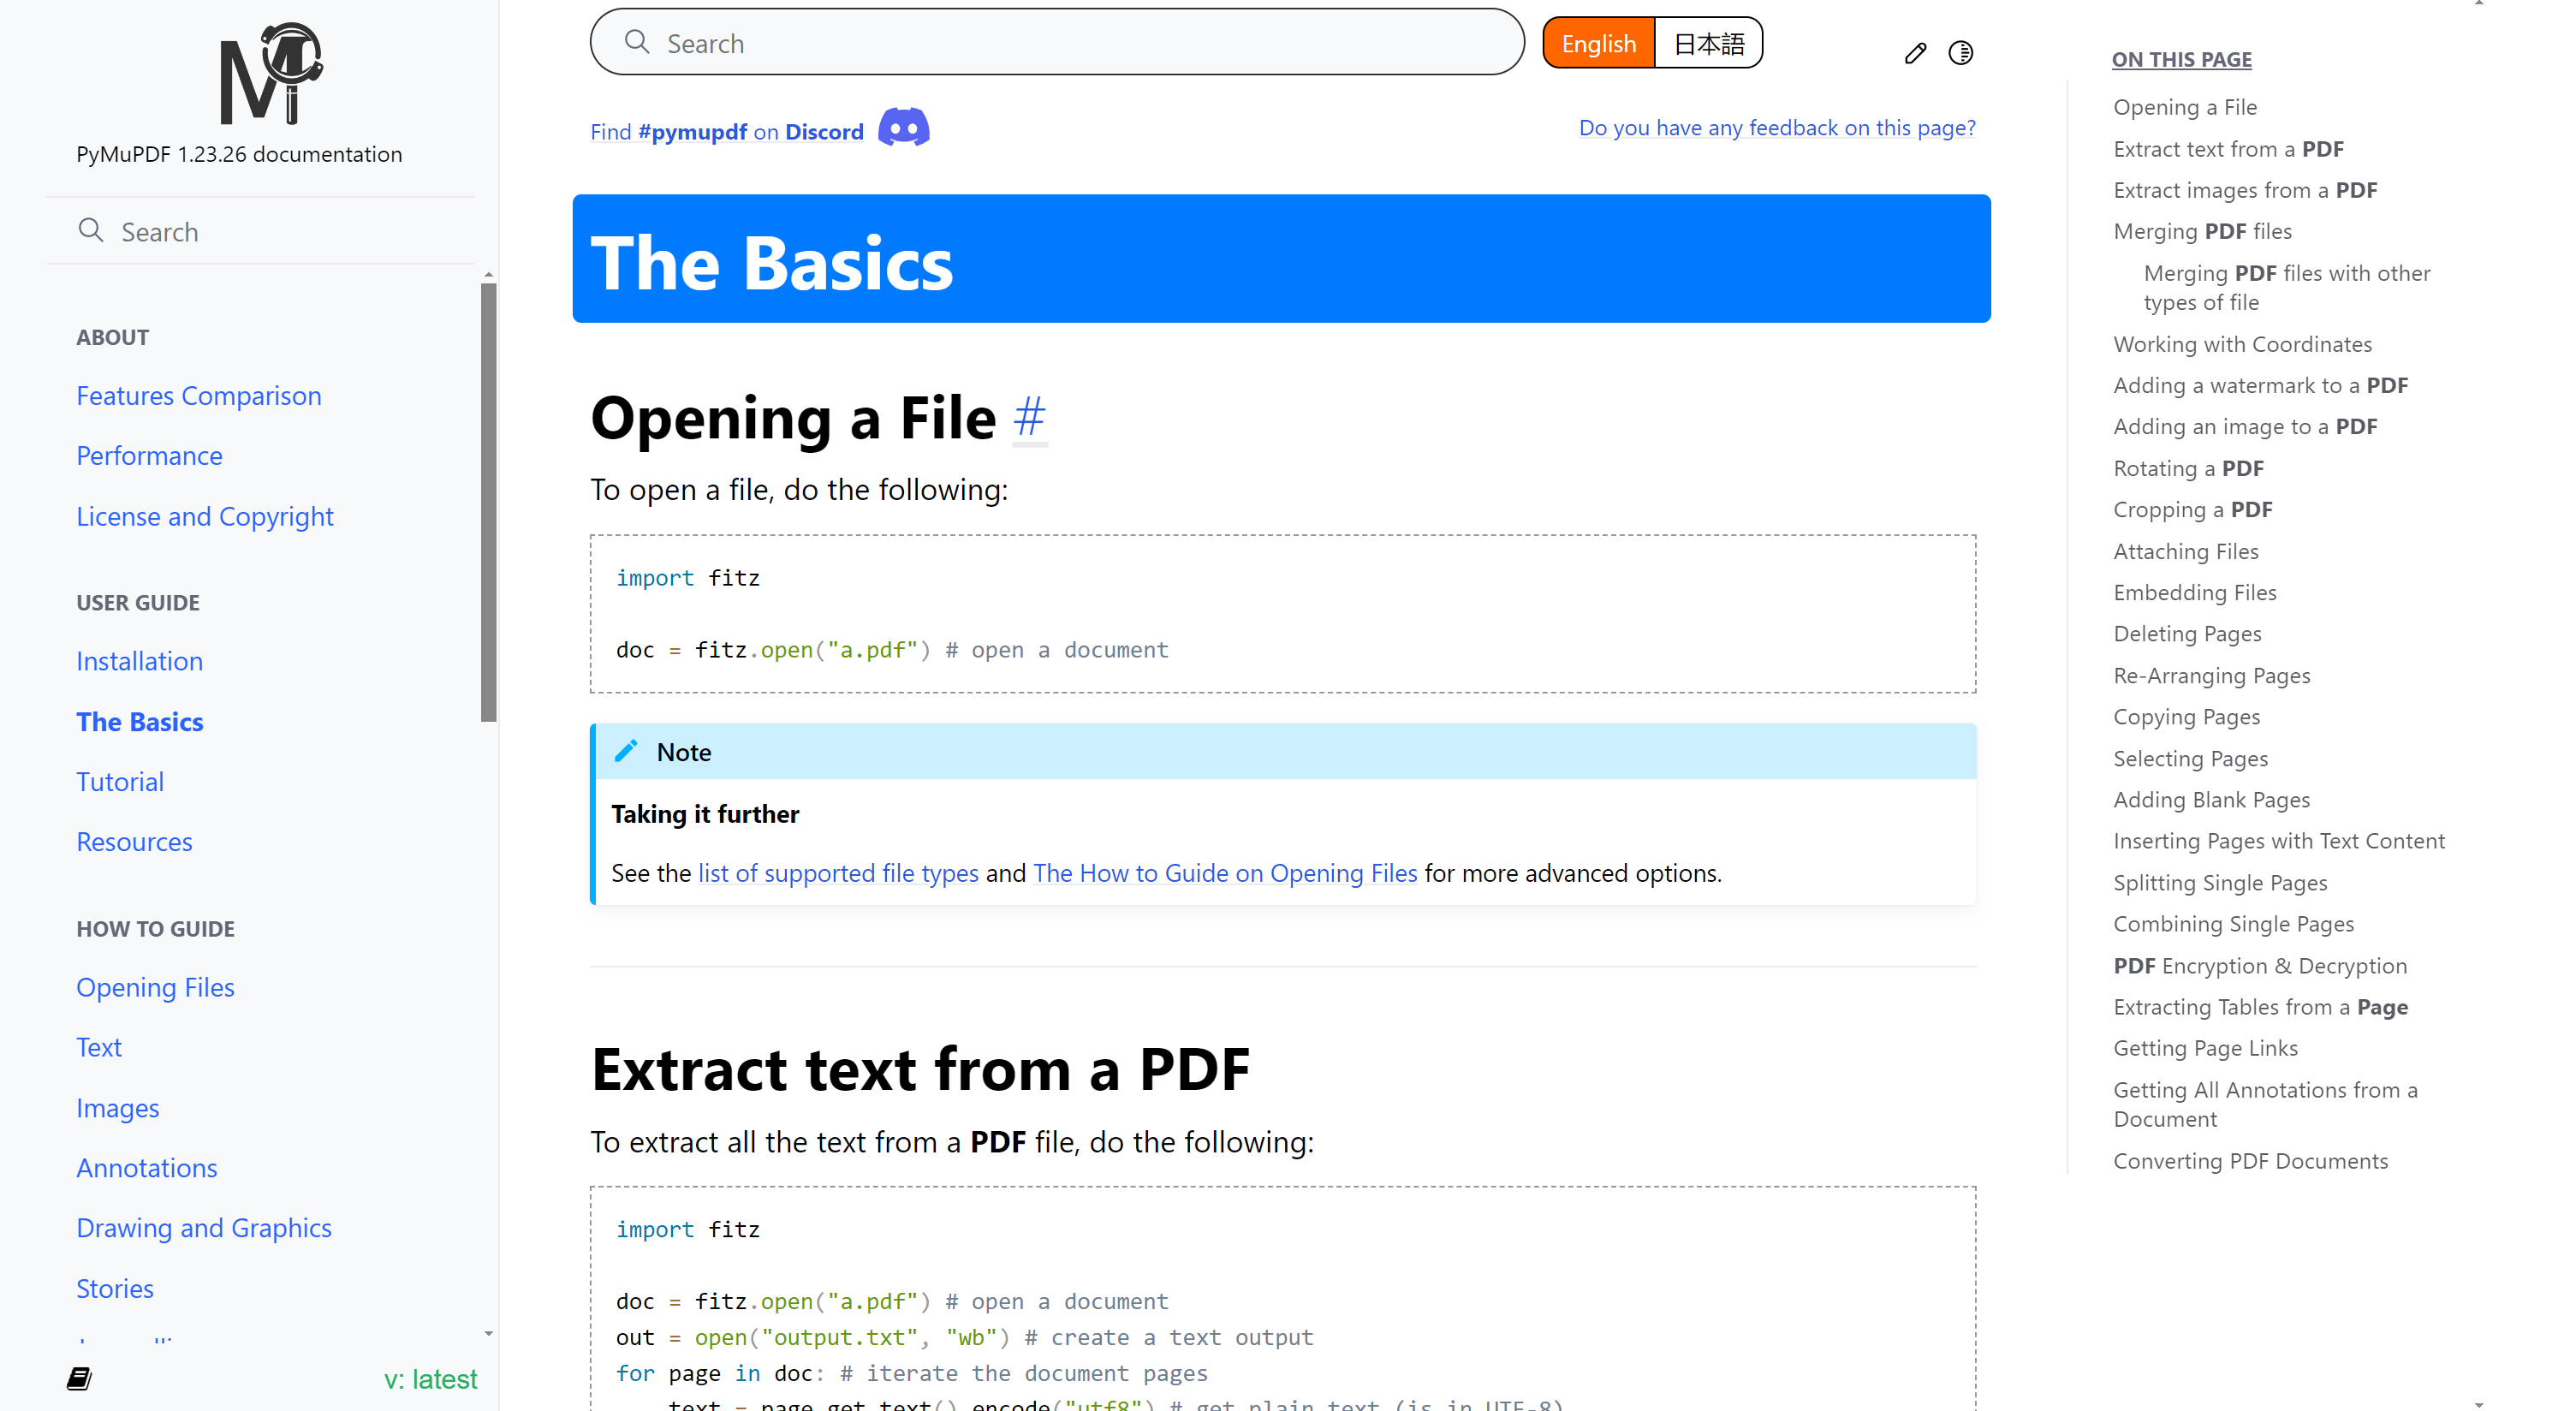 PyMuPDF 1.23.26 documentation
Search
ABOUT
Features Comparison
Performance
License and Copyright
USER GUIDE
Installation
The Basics
Tutorial
Resources
HOW TO GUIDE
Opening Files
Text
Images
Annotations
Drawing and Graphics
Stories
v: latest
Search
English
日本語
Find #pymupdf on Discord
Do you have any feedback on this page?
The Basics
Opening a File #
To open a file, do the following:
import fitz
doc = fitz.open("a.pdf") # open a document
Note
Taking it further
See the list of supported file types and The How to Guide on Opening Files for more advanced options.
Extract text from a PDF
To extract all the text from a PDF file, do the following:
import fitz
doc = fitz.open("a.pdf") # open a document
out = open("output.txt", "wb") # create a text output
for page in doc: # iterate the document pages
text = page.get_text().encode("utf8") # get plain text (is in UTF-8)
ON THIS PAGE
Opening a File
Extract text from a PDF
Extract images from a PDF
Merging PDF files
Merging PDF files with other
types of file
Working with Coordinates
Adding a watermark to a PDF
Adding an image to a PDF
Rotating a PDF
Cropping a PDF
Attaching Files
Embedding Files
Deleting Pages
Re-Arranging Pages
Copying Pages
Selecting Pages
Adding Blank Pages
Inserting Pages with Text Content
Splitting Single Pages
Combining Single Pages
PDF Encryption & Decryption
Extracting Tables from a Page
Getting Page Links
Getting All Annotations from a
Document
Converting PDF Documents